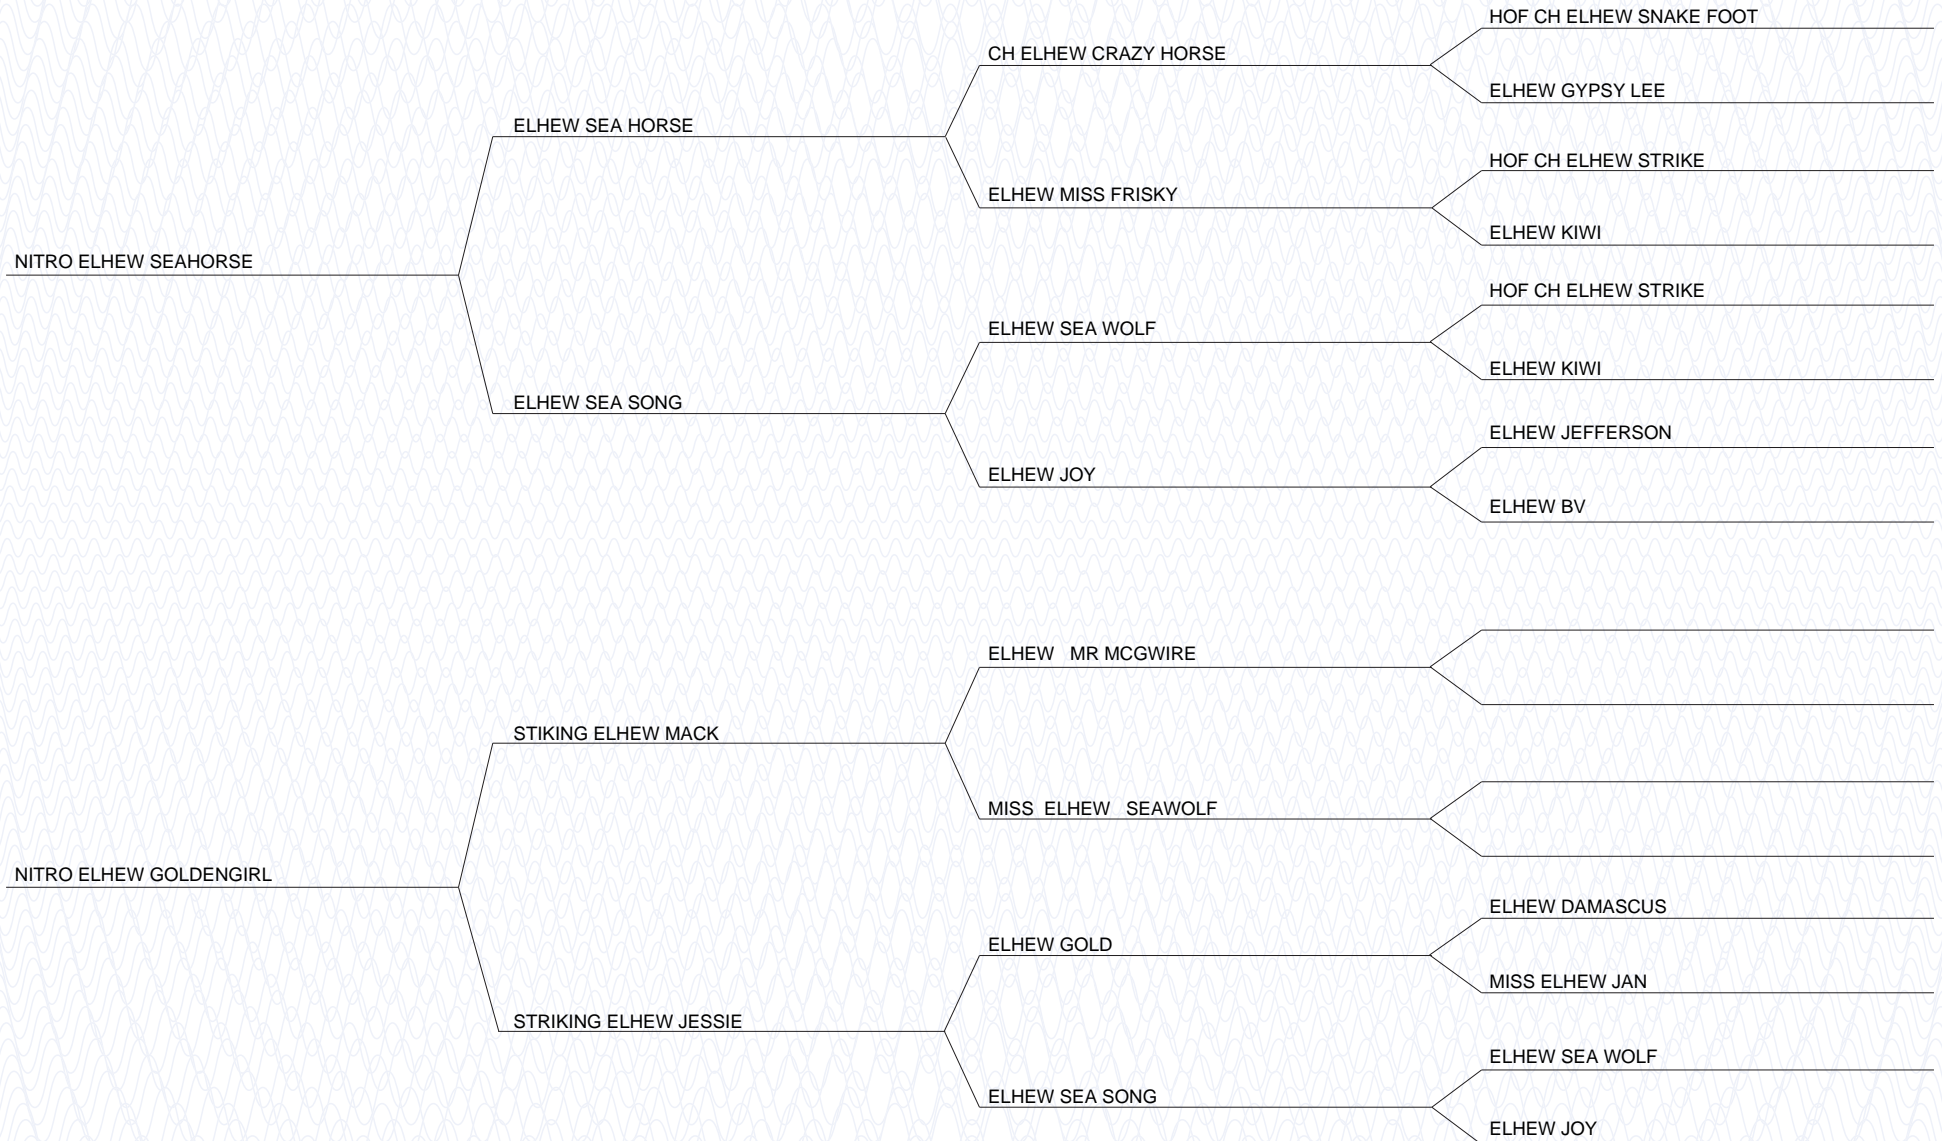 HOF CH ELHEW SNAKE FOOT
CH ELHEW CRAZY HORSE
ELHEW GYPSY LEE
ELHEW SEA HORSE
HOF CH ELHEW STRIKE
ELHEW MISS FRISKY
ELHEW KIWI
NITRO ELHEW SEAHORSE
HOF CH ELHEW STRIKE
ELHEW SEA WOLF
ELHEW KIWI
ELHEW SEA SONG
ELHEW JEFFERSON
ELHEW JOY
ELHEW BV
ELHEW   MR MCGWIRE
STIKING ELHEW MACK
MISS  ELHEW   SEAWOLF
NITRO ELHEW GOLDENGIRL
ELHEW DAMASCUS
ELHEW GOLD
MISS ELHEW JAN
STRIKING ELHEW JESSIE
ELHEW SEA WOLF
ELHEW SEA SONG
ELHEW JOY